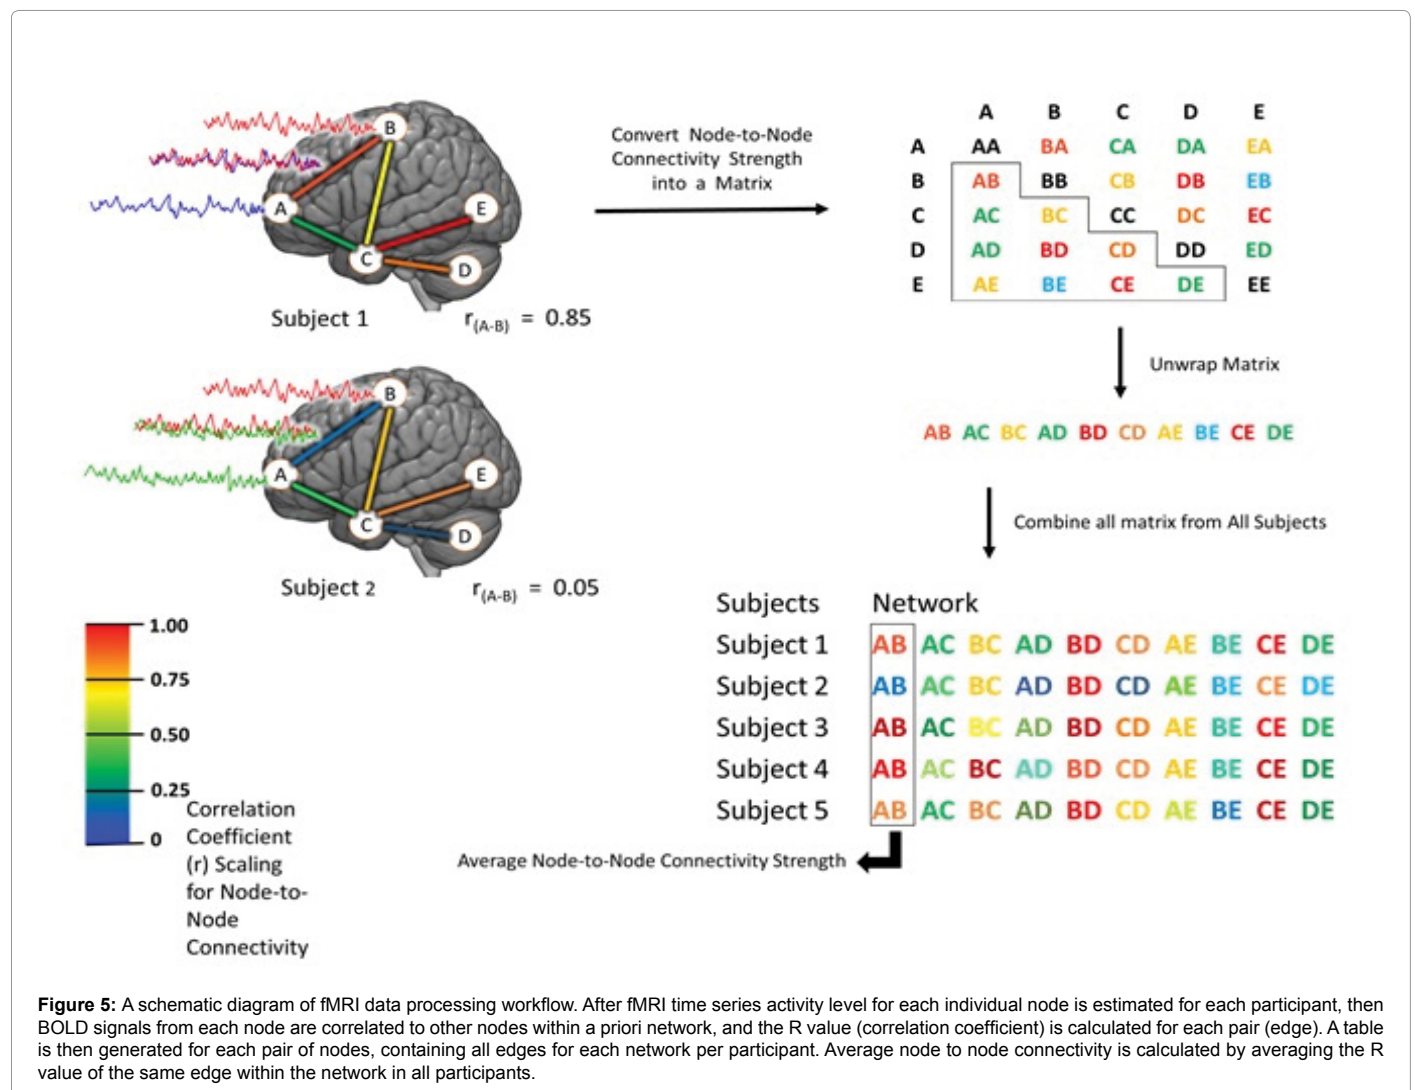 B
A
E
C
D
Subject 1 r(A-B) = 0.85
Convert Node-to-Node
Connectivity Strength
into a Matrix
A B C D E
A AA BA CA DA EA
B AB BB CB DB EB
C AC BC CC DC EC
D AD BD CD DD ED
E AE BE CE DE EE
Unwrap Matrix
AB AC BC AD BD CD AE BE CE DE
Combine all matrix from All Subjects
B
A
E
C
D
Subject 2 r(A-B) = 0.05
Subjects Network
Subject 1 AB AC BC AD BD CD AE BE CE DE
Subject 2 AB AC BC AD BD CD AE BE CE DE
Subject 3 AB AC BC AD BD CD AE BE CE DE
Subject 4 AB AC BC AD BD CD AE BE CE DE
Subject 5 AB AC BC AD BD CD AE BE CE DE
Average Node-to-Node Connectivity Strength
1.00
0.75
0.50
0.25
0
Correlation
Coefficient
(r) Scaling
for Node-to-
Node
Connectivity
Figure 5: A schematic diagram of fMRI data processing workflow. After fMRI time series activity level for each individual node is estimated for each participant, then
BOLD signals from each node are correlated to other nodes within a priori network, and the R value (correlation coefficient) is calculated for each pair (edge). A table
is then generated for each pair of nodes, containing all edges for each network per participant. Average node to node connectivity is calculated by averaging the R
value of the same edge within the network in all participants.